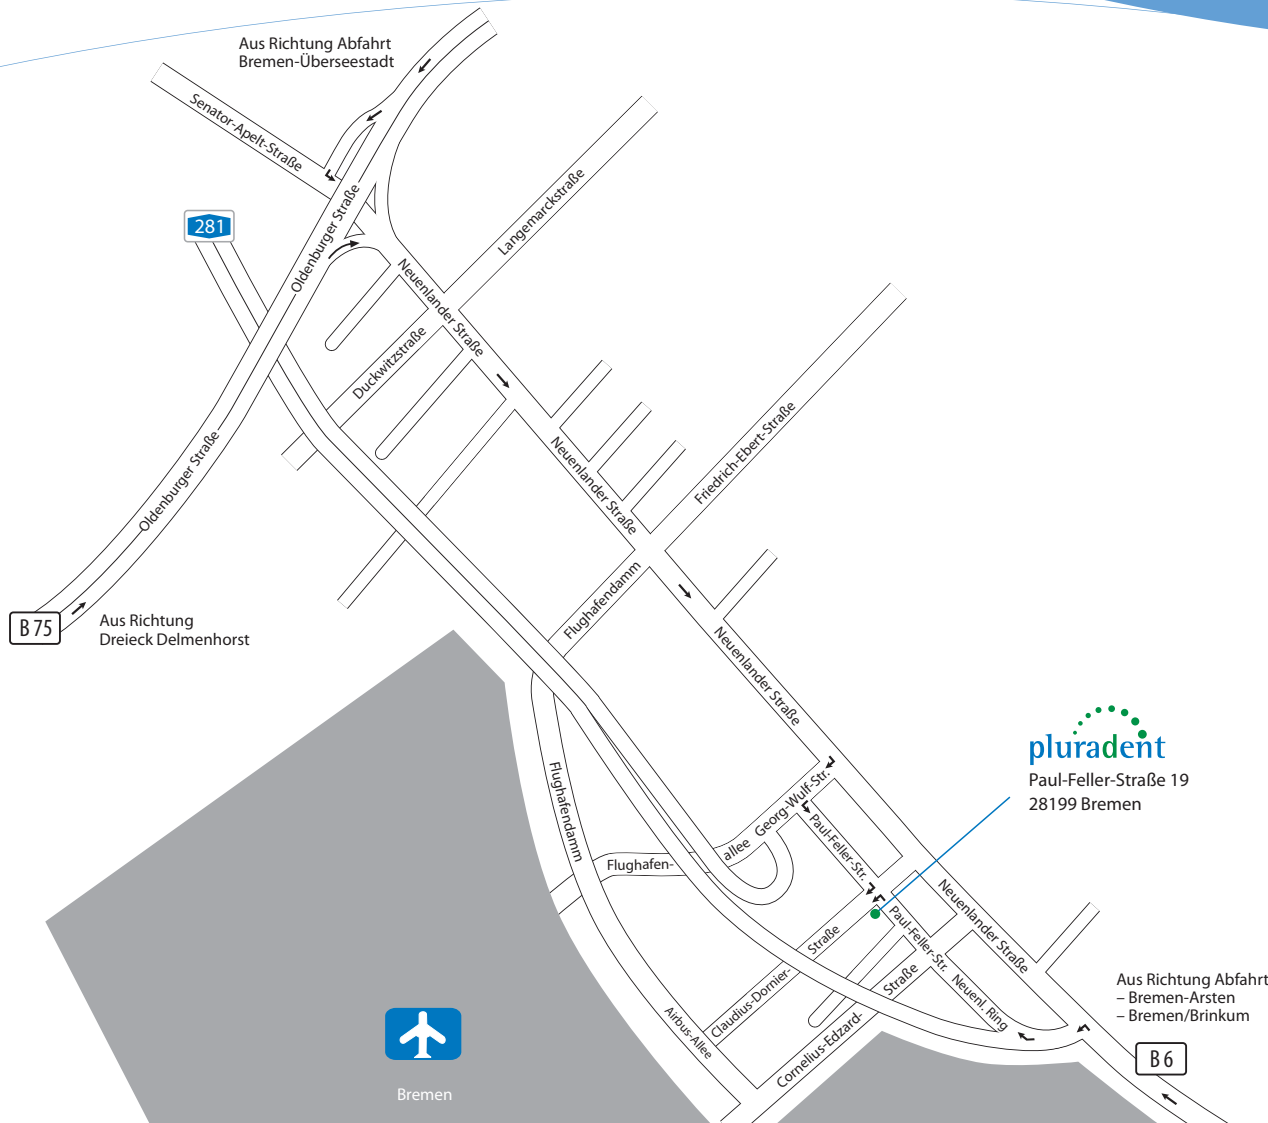 Aus Richtung Abfahrt
Bremen-Überseestadt
Senator-Apelt-Straße
281
Oldenburger Straße
Langemarckstraße
Neuenlander Straße
Duckwitzstraße
Oldenburger Straße
Friedrich-Ebert-Straße
Neuenlander Straße
Flughafendamm
B 75
Aus Richtung
Dreieck Delmenhorst
Neuenlander Straße
pluradent
Paul-Feller-Straße 19
28199 Bremen
Flughafendamm
Georg-Wulf-Str.
Paul-Feller-Str.
Flughafen-
allee
Neuenlander Straße
Paul-Feller-Str.
Claudius-Dornier-
Straße
Neuenl. Ring
Cornelius-Edzard-
Straße
Airbus-Allee
Aus Richtung Abfahrt
– Bremen-Arsten
– Bremen/Brinkum
B 6
Bremen